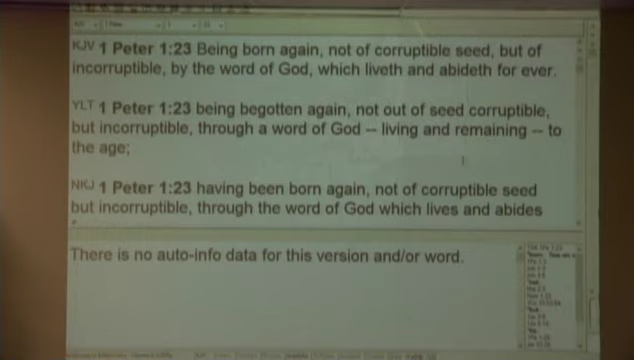 KJV 1 Peter 1:23 Being born again, not of corruptible seed, but of
incorruptible, by the word of God, which liveth and abideth for ever.
YLT 1 Peter 1:23 being begotten again, not out of seed corruptible,
but incorruptible, through a word of God -- living and remaining -- to
the age;
NKJ 1 Peter 1:23 having been born again, not of corruptible seed
but incorruptible, through the word of God which lives and abides
There is no auto-info data for this version and/or word.